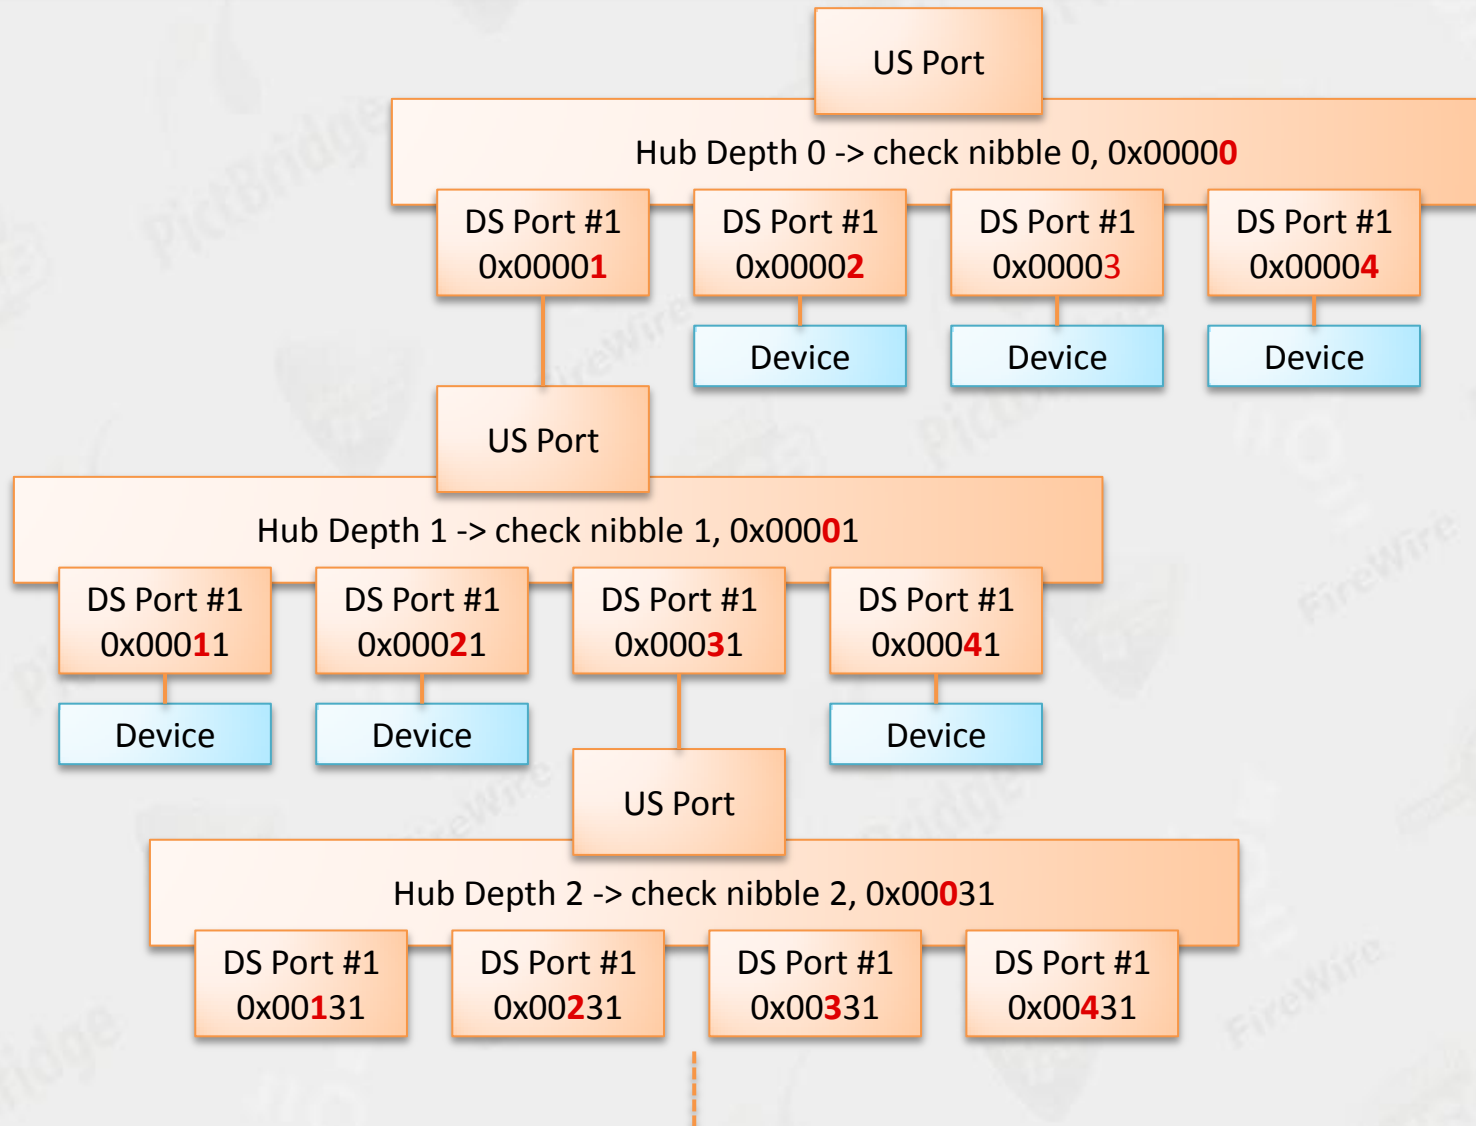 US Port
Hub Depth 0 -> check nibble 0, 0x00000
DS Port #1
0x00001
DS Port #1
0x00002
DS Port #1
0x00003
DS Port #1
0x00004
Device
Device
Device
US Port
Hub Depth 1 -> check nibble 1, 0x00001
DS Port #1
0x00011
DS Port #1
0x00021
DS Port #1
0x00031
DS Port #1
0x00041
Device
Device
Device
US Port
Hub Depth 2 -> check nibble 2, 0x00031
DS Port #1
0x00131
DS Port #1
0x00231
DS Port #1
0x00331
DS Port #1
0x00431
PictBridge
FireWire
FireWire
FireWire